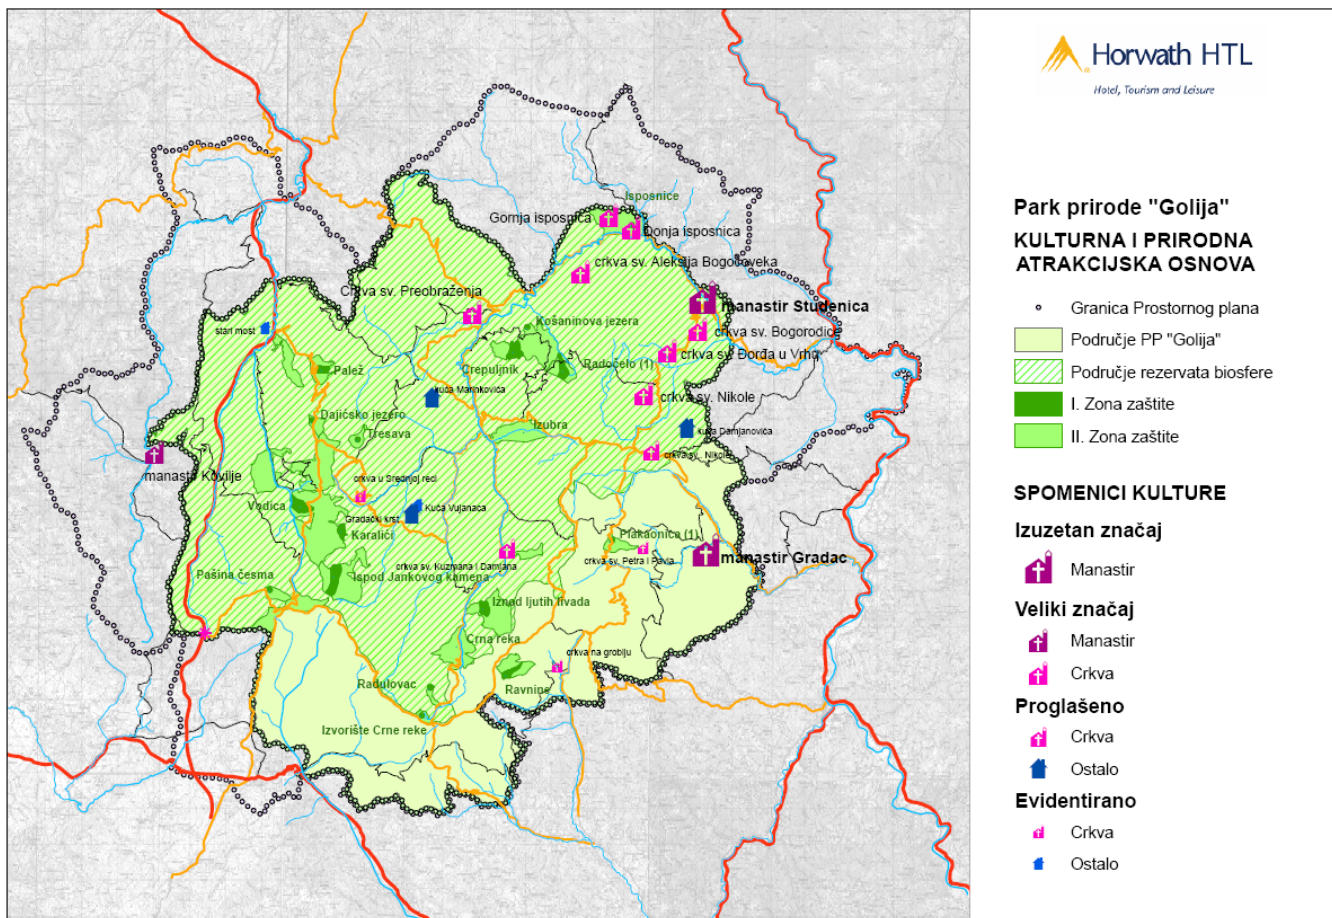 Horwath HTL
Hotel, Tourism and Leisure
Park prirode "Golija"
KULTURNA I PRIRODNA
ATRAKCIJSKA OSNOVA
Granica Prostornog plana
Područje PP "Golija"
Područje rezervata biosfere
I. Zona zaštite
II. Zona zaštite
SPOMENICI KULTURE
Izuzetan značaj
Manastir
Veliki značaj
Manastir
Crkva
Proglašeno
Crkva
Ostalo
Evidentirano
Crkva
Ostalo
Isposnice
Gornja isposnica
Donja isposnica
crkva sv. Aleksija Bogočoveka
Crkva sv. Preobraženja
manastir Studenica
stari most
Košaninova jezera
crkva sv. Bogorodice
crkva sv. Đorđa u Vrhu
Crepuljnik
Radočelo (1)
Palež
kuća Marinkovića
crkva sv. Nikole
Dajićsko jezero
Tresava
Izubra
kuća Damjanovića
crkva sv. Nikole
manastir Kovilje
crkva u Srednjoj reci
Vodica
Kuća Vujanaca
Gradački krst
Karalići
Plakaonica (1)
manastir Gradac
crkva sv. Petra i Pavla
crkva sv. Kuzmana i Damjana
Pašina česma
Ispod Jankovog kamena
Iznad ljutih livada
Crna reka
crkva na groblju
Radulovac
Ravnine
Izvorište Crne reke